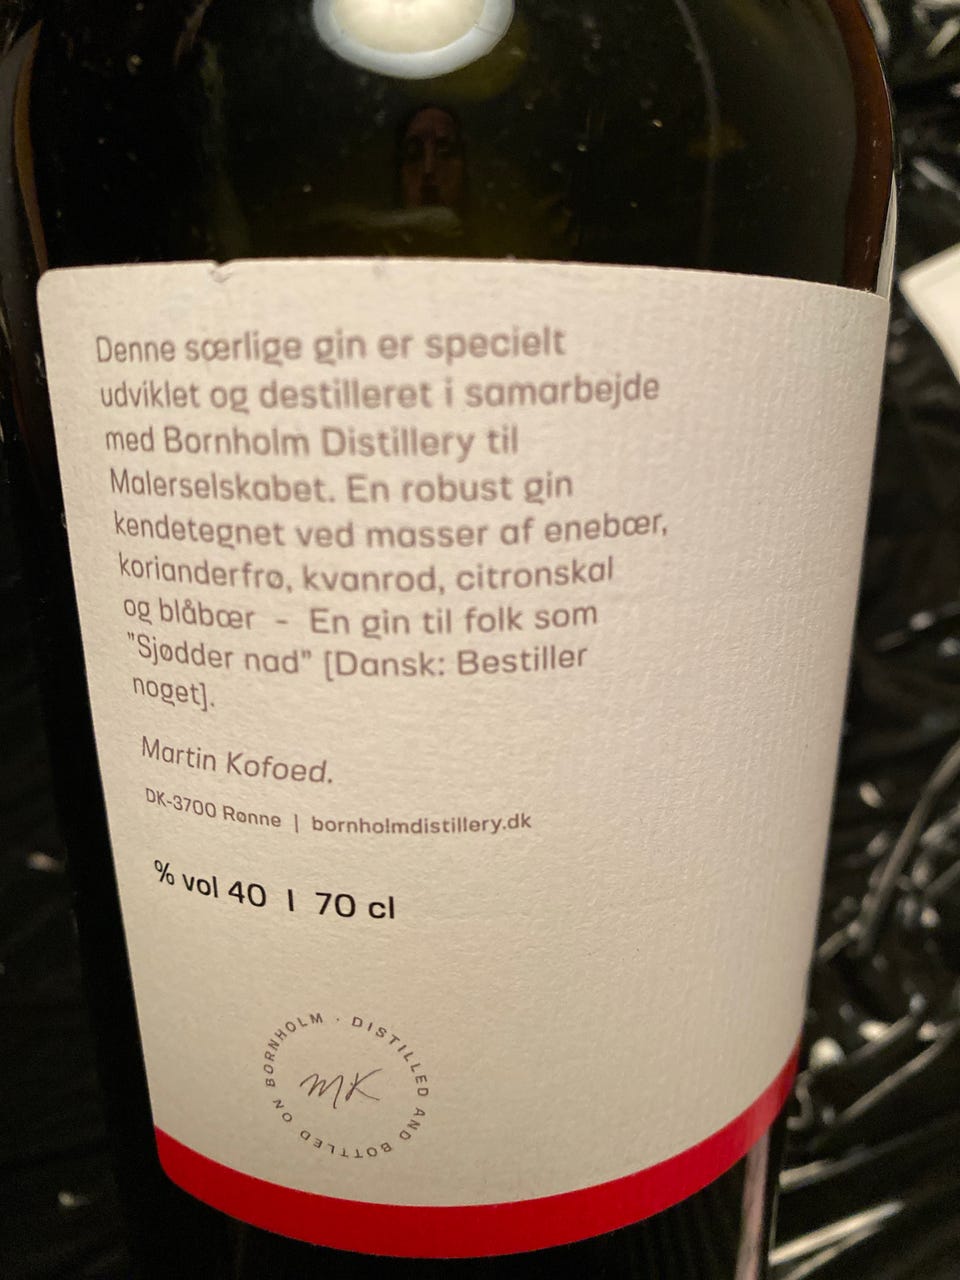 Denne særlige gin er specielt
udviklet og destilleret i samarbejde
med Bornholm Distillery til
Malerselskabet. En robust gin
kendetegnet ved masser af enebær,
korianderfrø, kvanrod, citronskal
og blåbær - En gin til folk som
"Sjødder nad" [Dansk: Bestiller
noget].
Martin Kofoed.
DK-3700 Rønne | bornholmdistillery.dk
% vol 40 | 70 cl
DISTILLED AND BOTTLED ON BORNHOLM ·
MK